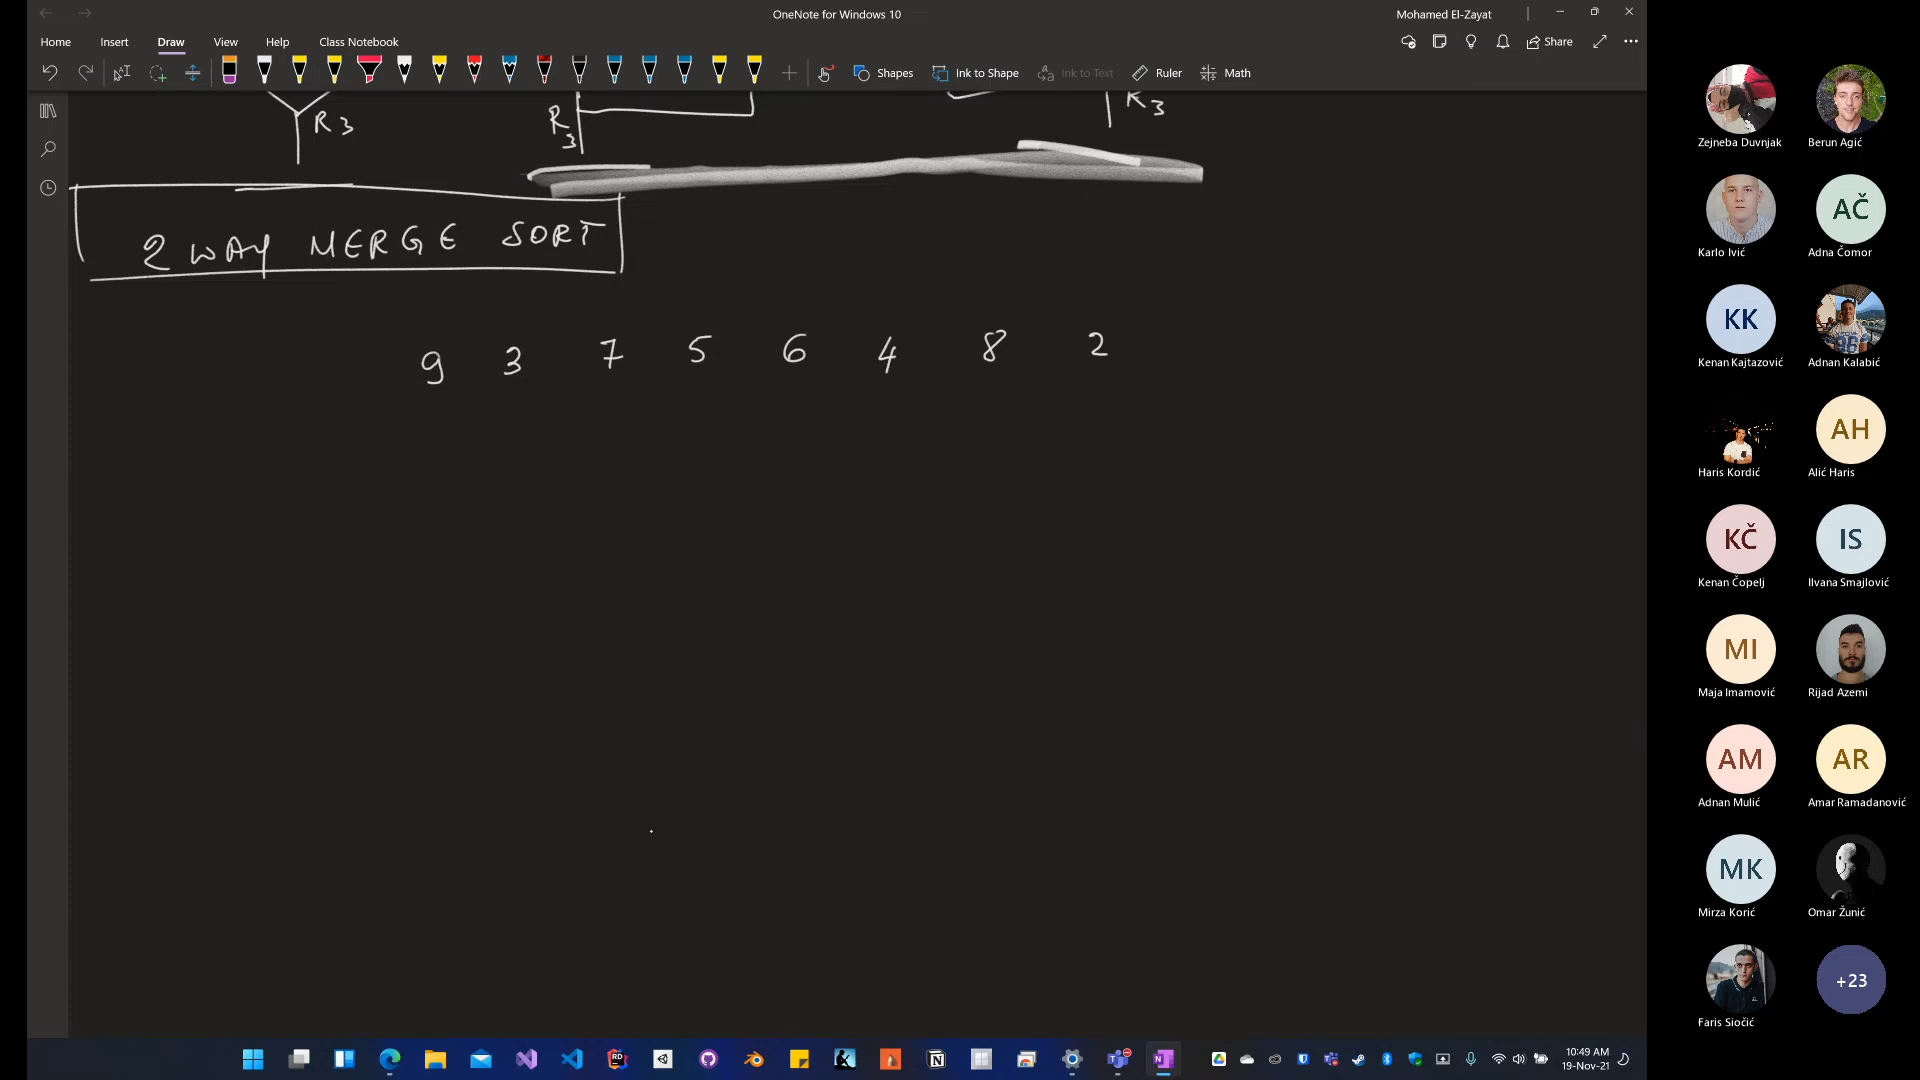 OneNote for Windows 10
Mohamed El-Zayat
Home Insert Draw View Help Class Notebook
Share
Shapes Ink to Shape Ink to Text Ruler Math
R3 R3 R3
2 WAY MERGE SORT
9 3 7 5 6 4 8 2
Zejneba Duvnjak Berun Agić
AČ
Karlo Ivić Adna Čomor
KK
Kenan Kajtazović Adnan Kalabić
AH
Haris Kordić Alić Haris
KČ IS
Kenan Čopelj Ilvana Smajlović
MI
Maja Imamović Rijad Azemi
AM AR
Adnan Mulić Amar Ramadanović
MK
Mirza Korić Omar Žunić
+23
Faris Siočić
10:49 AM
19-Nov-21